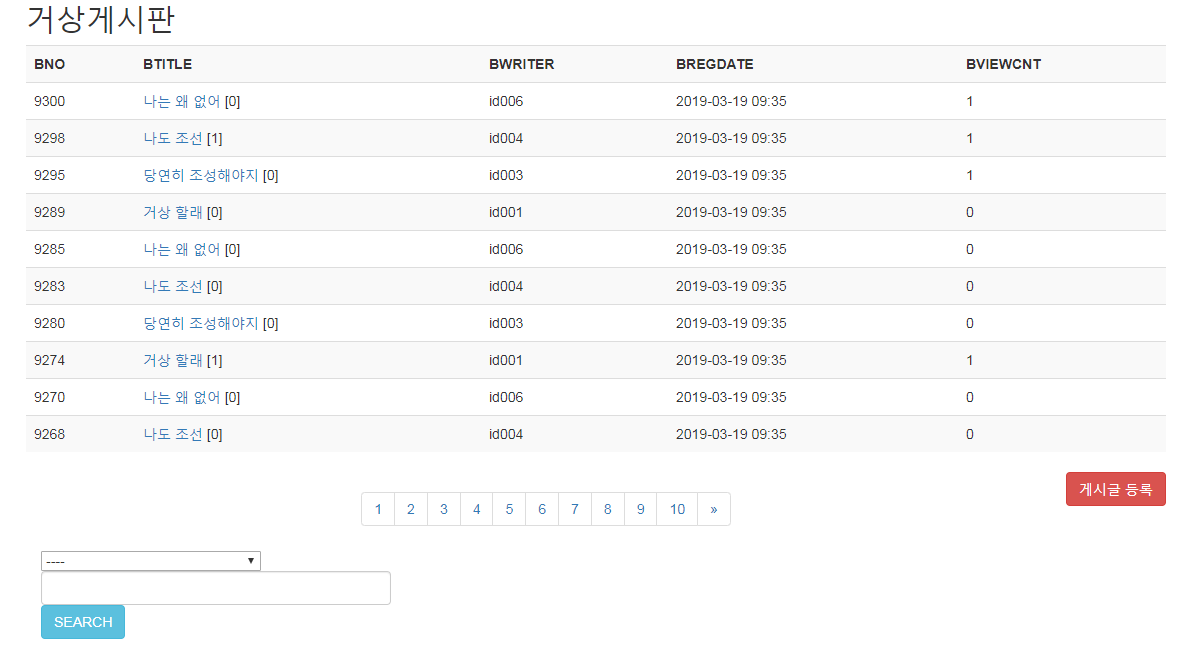 거상게시판
BNO BTITLE BWRITER BREGDATE BVIEWCNT
9300 나는 왜 없어 [0] id006 2019-03-19 09:35 1
9298 나도 조선 [1] id004 2019-03-19 09:35 1
9295 당연히 조성해야지 [0] id003 2019-03-19 09:35 1
9289 거상 할래 [0] id001 2019-03-19 09:35 0
9285 나는 왜 없어 [0] id006 2019-03-19 09:35 0
9283 나도 조선 [0] id004 2019-03-19 09:35 0
9280 당연히 조성해야지 [0] id003 2019-03-19 09:35 0
9274 거상 할래 [1] id001 2019-03-19 09:35 1
9270 나는 왜 없어 [0] id006 2019-03-19 09:35 0
9268 나도 조선 [0] id004 2019-03-19 09:35 0
게시글 등록
1 2 3 4 5 6 7 8 9 10 »
----
SEARCH